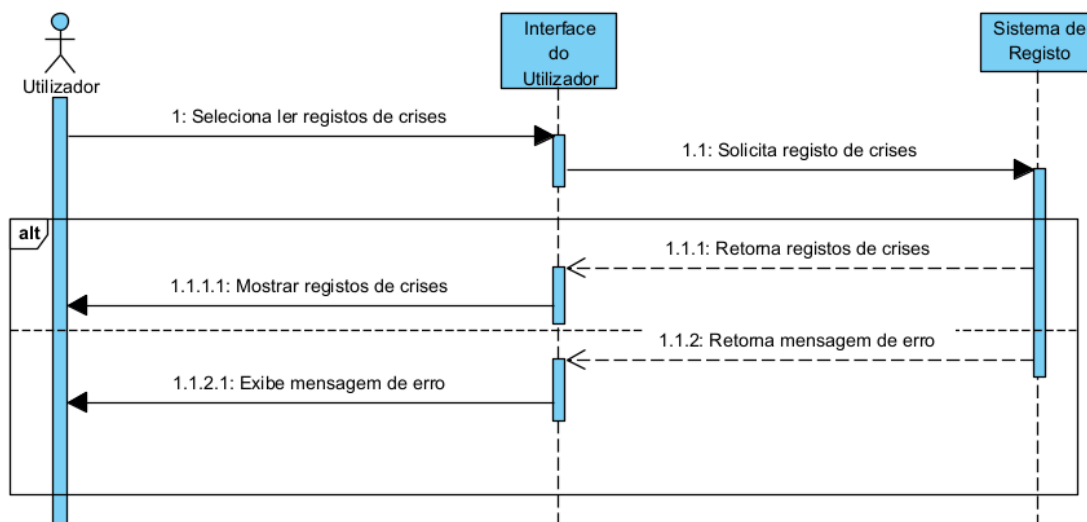 Utilizador
Interface
do
Utilizador
Sistema de
Registo
1: Seleciona ler registos de crises
1.1: Solicita registo de crises
alt
1.1.1: Retorna registos de crises
1.1.1.1: Mostrar registos de crises
1.1.2: Retorna mensagem de erro
1.1.2.1: Exibe mensagem de erro